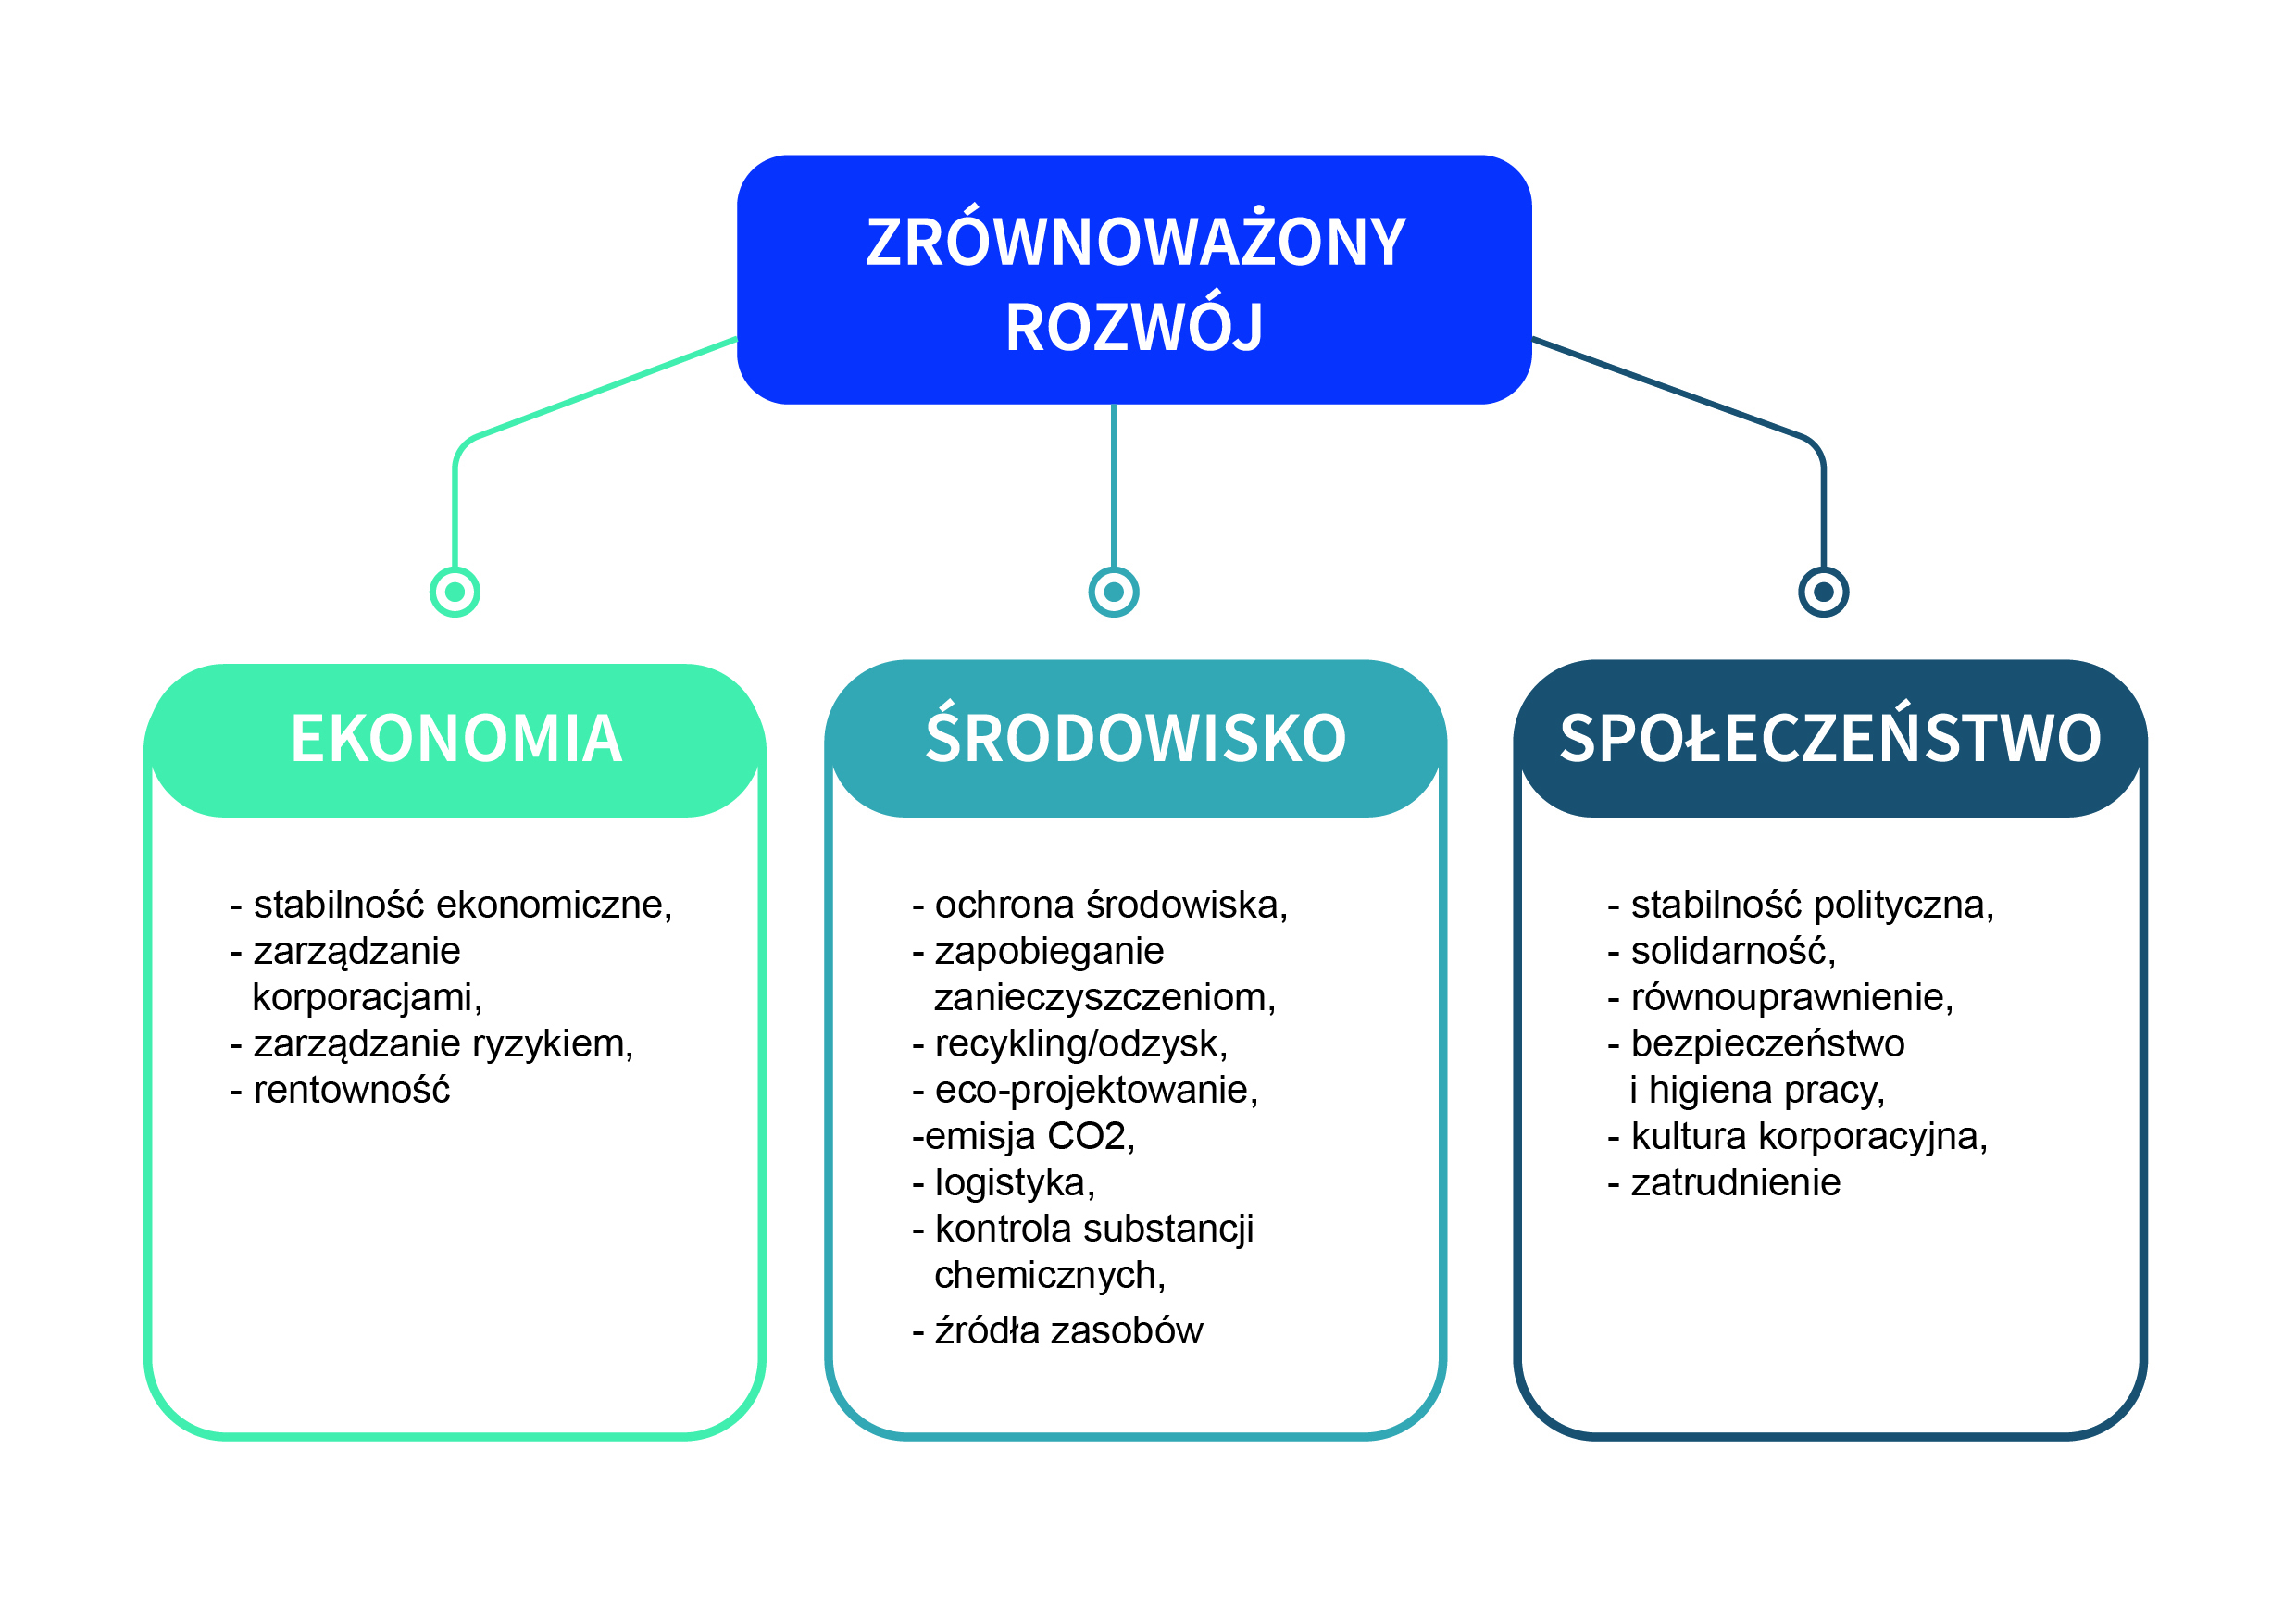 ZRÓWNOWAŻONY
ROZWÓJ
EKONOMIA
- stabilność ekonomiczne,
- zarządzanie
korporacjami,
- zarządzanie ryzykiem,
- rentowność
ŚRODOWISKO
- ochrona środowiska,
- zapobieganie
zanieczyszczeniom,
- recykling/odzysk,
- eco-projektowanie,
-emisja CO2,
- logistyka,
- kontrola substancji
chemicznych,
- źródła zasobów
SPOŁECZEŃSTWO
- stabilność polityczna,
- solidarność,
- równouprawnienie,
- bezpieczeństwo
i higiena pracy,
- kultura korporacyjna,
- zatrudnienie